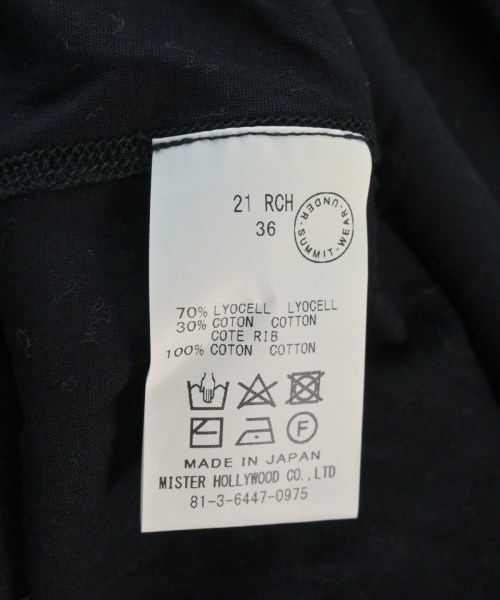 21 RCH
36
UNDER·SUMMIT·WEAR·
70% LYOCELL LYOCELL
30% COTON COTTON
COTE RIB
100% COTON COTTON
F
MADE IN JAPAN
MISTER HOLLYWOOD CO.,LTD
81-3-6447-0975